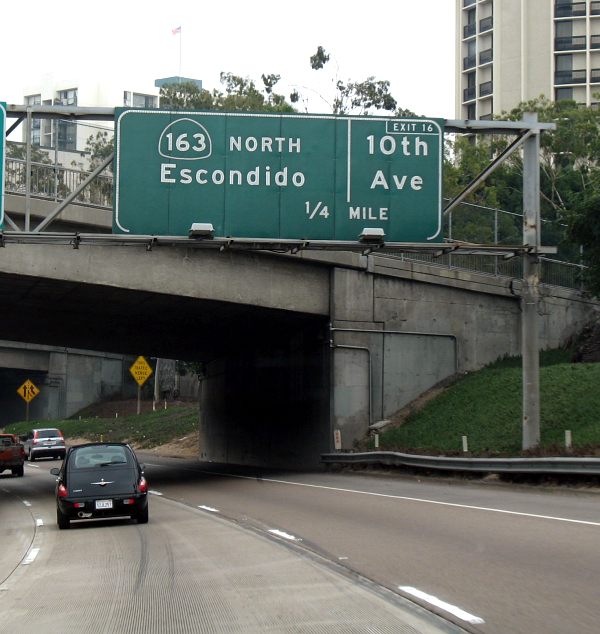 EXIT 16
163 NORTH 10th
Escondido Ave
1/4 MILE